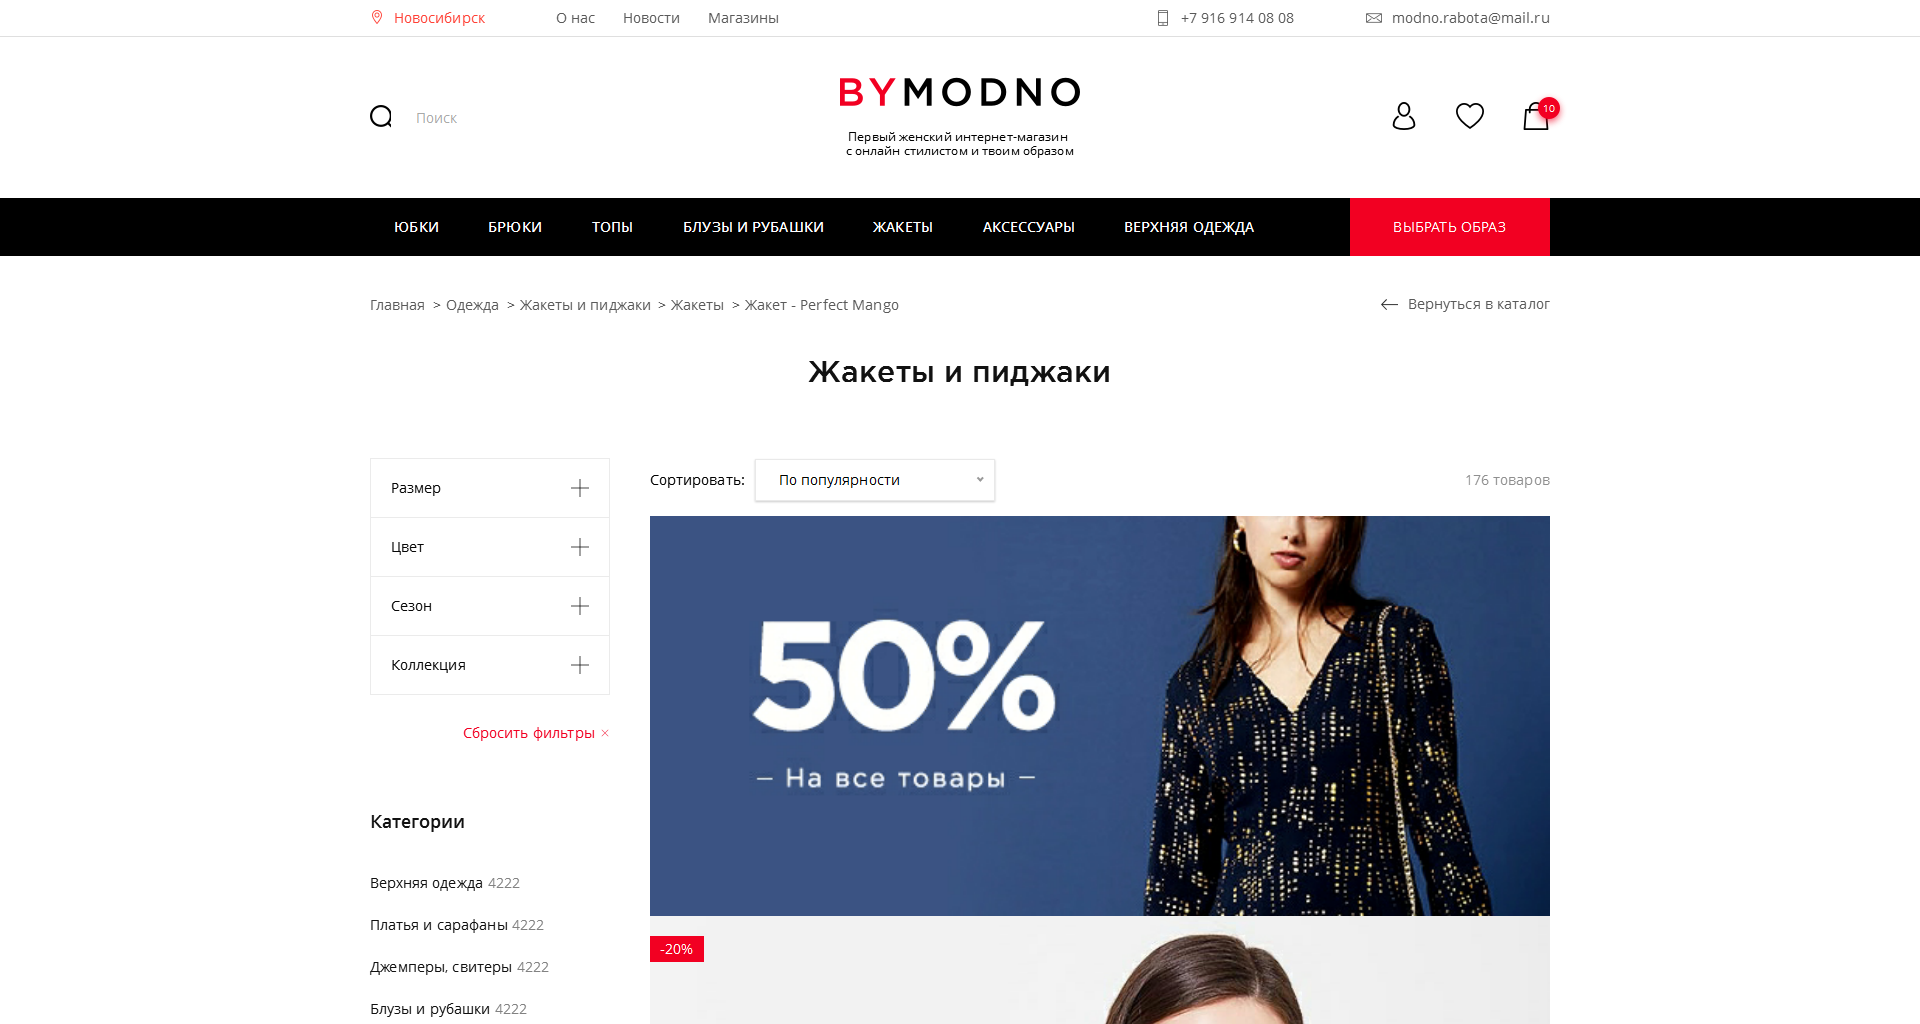 Новосибирск
О нас
Новости
Магазины
+7 916 914 08 08
modno.rabota@mail.ru
Поиск
BYMODNO
Первый женский интернет-магазин
с онлайн стилистом и твоим образом
10
ЮБКИ
БРЮКИ
ТОПЫ
БЛУЗЫ И РУБАШКИ
ЖАКЕТЫ
АКСЕССУАРЫ
ВЕРХНЯЯ ОДЕЖДА
ВЫБРАТЬ ОБРАЗ
Главная > Одежда > Жакеты и пиджаки > Жакеты > Жакет - Perfect Mango
Вернуться в каталог
Жакеты и пиджаки
Размер
Цвет
Сезон
Коллекция
Сбросить фильтры ×
Категории
Верхняя одежда 4222
Платья и сарафаны 4222
Джемперы, свитеры 4222
Блузы и рубашки 4222
Сортировать:
По популярности
176 товаров
50%
– На все товары –
-20%